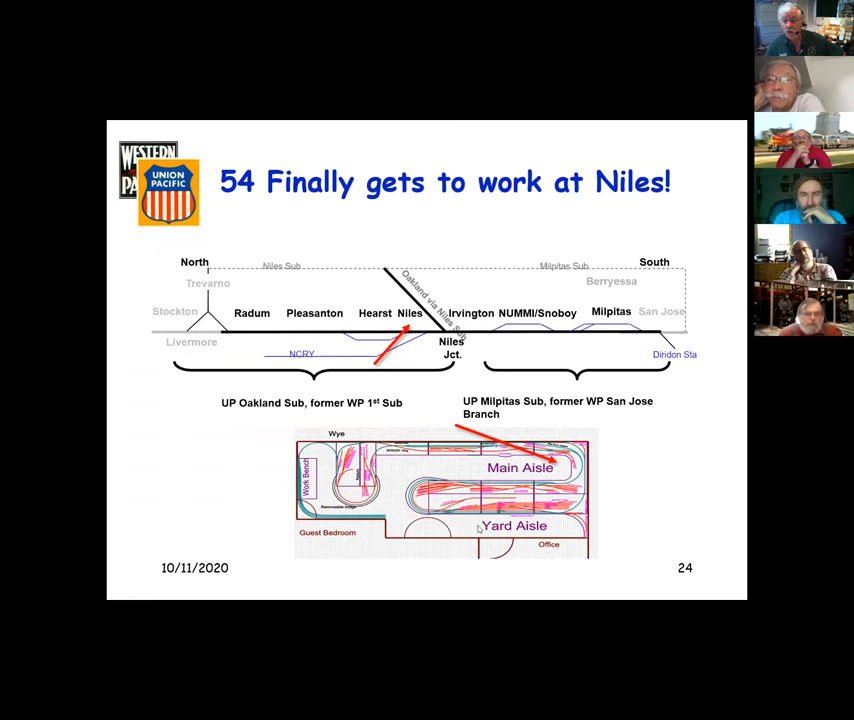 WESTERN
PA
UNION
PACIFIC
54 Finally gets to work at Niles!
North
Niles Sub
Milpitas Sub
South
Trevarno
Oakland via Niles Sub
Berryessa
Stockton
Radum
Pleasanton
Hearst
Niles
Irvington
NUMMI/Snoboy
Milpitas
San Jose
Livermore
NCRY
Niles
Jct.
Diridon Sta
UP Oakland Sub, former WP 1st Sub
UP Milpitas Sub, former WP San Jose
Branch
Wye
Work Bench
Main Aisle
Removeable bridge
Yard Aisle
Guest Bedroom
Office
10/11/2020
24